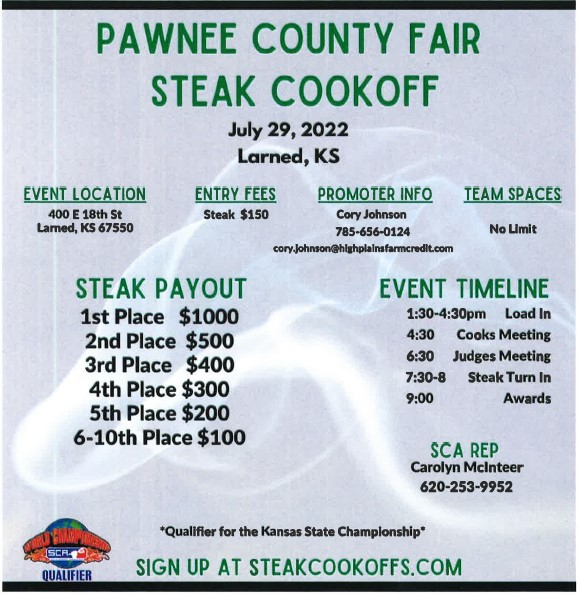 PAWNEE COUNTY FAIR
STEAK COOKOFF
July 29, 2022
Larned, KS
EVENT LOCATION
400 E 18th St
Larned, KS 67550
ENTRY FEES
Steak $150
PROMOTER INFO
Cory Johnson
785-656-0124
cory.johnson@highplainsfarmcredit.com
TEAM SPACES
No Limit
STEAK PAYOUT
1st Place $1000
2nd Place $500
3rd Place $400
4th Place $300
5th Place $200
6-10th Place $100
EVENT TIMELINE
1:30-4:30pm Load In
4:30 Cooks Meeting
6:30 Judges Meeting
7:30-8 Steak Turn In
9:00 Awards
SCA REP
Carolyn McInteer
620-253-9952
*Qualifier for the Kansas State Championship*
WORLD CHAMPIONSHIP
SCA
QUALIFIER
SIGN UP AT STEAKCOOKOFFS.COM